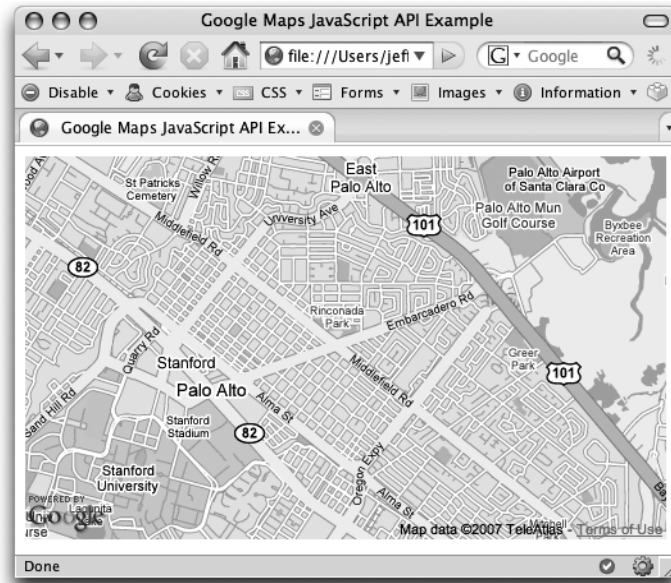 Google Maps JavaScript API Example
file:///Users/jeff
G Google
Disable Cookies CSS Forms Images Information
Google Maps JavaScript API Ex...
St Patricks
Cemetery
Willow R
East
Palo Alto
Palo Alto Airport
of Santa Clara Co
Middlefield Rd
University Ave
101
Palo Alto Mun
Golf Course
Byxbee
Recreation
Area
82
Rinconada
Park
Embarcadero Rd
Quarry Rd
Stanford
Palo Alto
Middlefield Rd
Greer
Park
101
Sand Hill Rd
Alma St
Stanford
Stadium
82
Stanford
University
Oregon Expy
Alma St
POWERED BY
Google
Map data ©2007 TeleAtlas - Terms of Use
Done